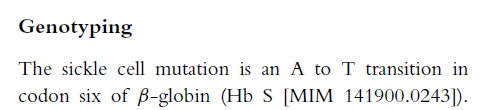 Genotyping
The sickle cell mutation is an A to T transition in
codon six of β-globin (Hb S [MIM 141900.0243]).